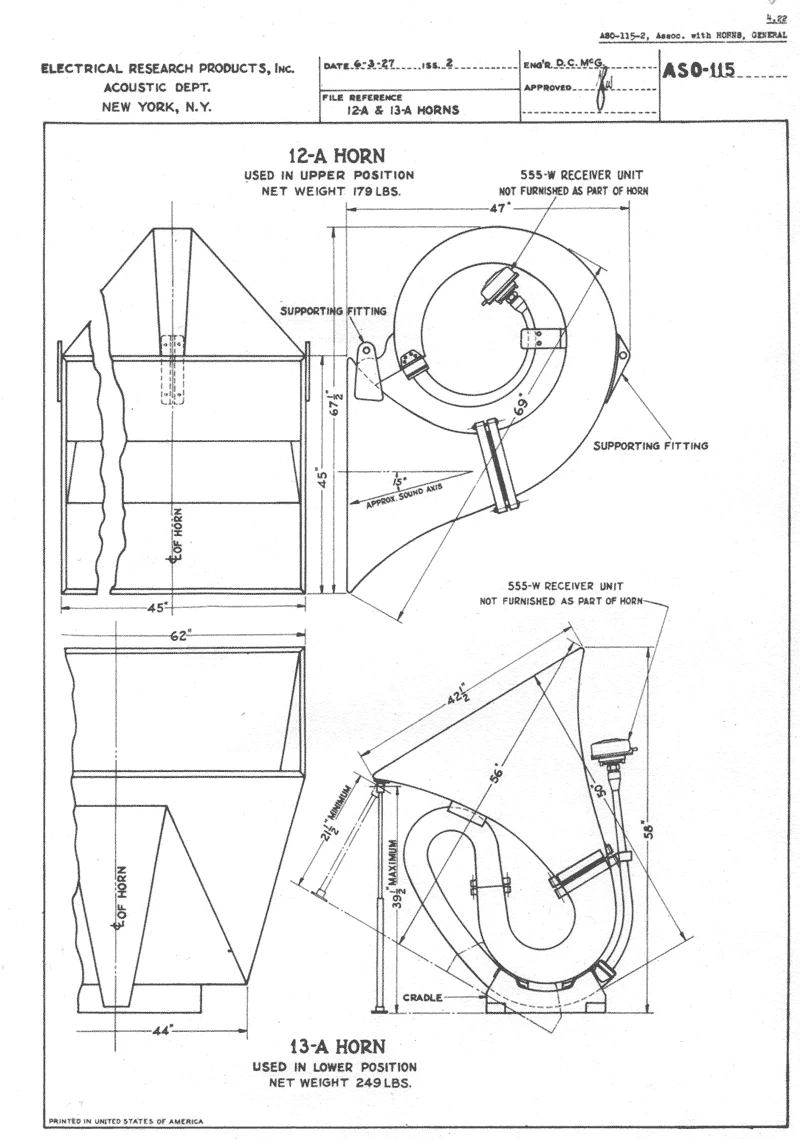 4.22
ASO-115-2, Assoc. with HORNS, GENERAL
ELECTRICAL RESEARCH PRODUCTS, INC.
ACOUSTIC DEPT.
NEW YORK, N.Y.
DATE 6-3-27 ISS. 2
FILE REFERENCE
12-A & 13-A HORNS
ENG'R. D.C. McG.
APPROVED
ASO-115
12-A HORN
USED IN UPPER POSITION
NET WEIGHT 179 LBS.
555-W RECEIVER UNIT
NOT FURNISHED AS PART OF HORN
47"
SUPPORTING FITTING
67 1/2"
69"
SUPPORTING FITTING
45"
15°
APPROX. SOUND AXIS
℄ OF HORN
45"
555-W RECEIVER UNIT
NOT FURNISHED AS PART OF HORN
62"
42 1/2"
56"
50"
58"
21 1/2" MINIMUM
39 1/2" MAXIMUM
℄ OF HORN
CRADLE
44"
13-A HORN
USED IN LOWER POSITION
NET WEIGHT 249 LBS.
PRINTED IN UNITED STATES OF AMERICA